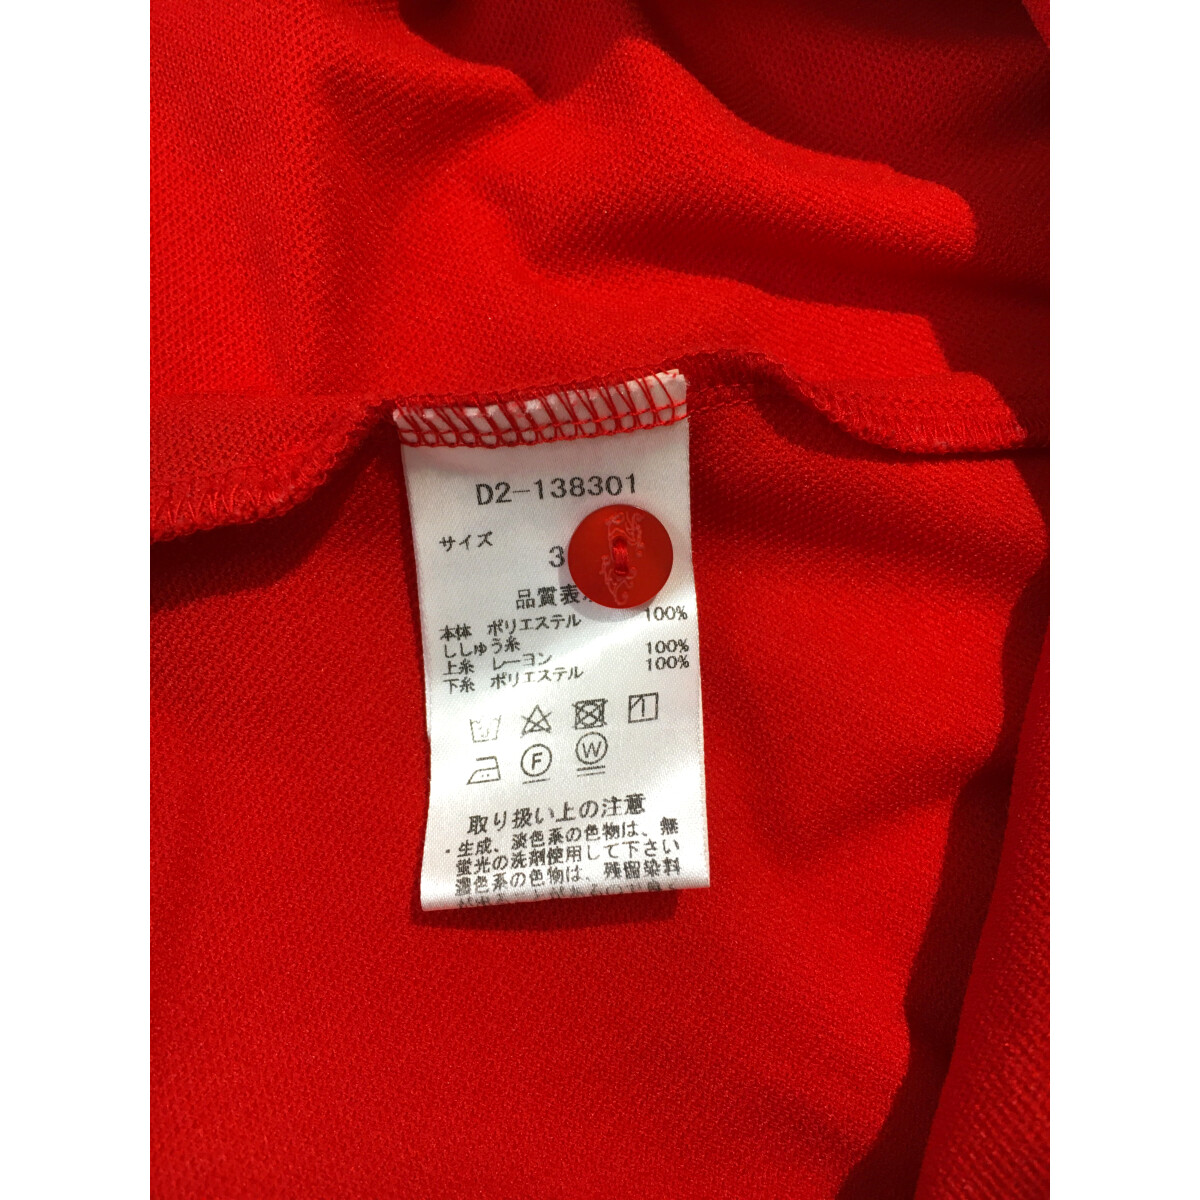 D2-138301
サイズ
3
品質表
本体 ポリエステル 100%
ししゅう糸
上糸 レーヨン 100%
下糸 ポリエステル 100%
F W
取り扱い上の注意
・生成、淡色系の色物は、無
蛍光の洗剤使用して下さい
濃色系の色物は、残留染料